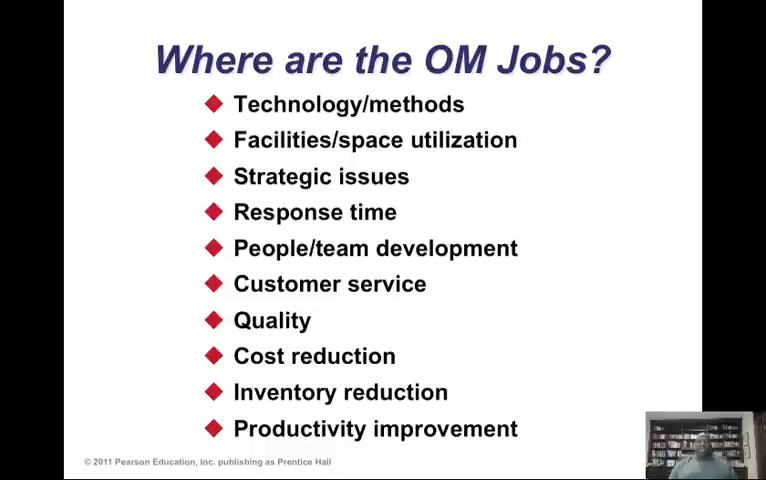 Where are the OM Jobs?
Technology/methods
Facilities/space utilization
Strategic issues
Response time
People/team development
Customer service
Quality
Cost reduction
Inventory reduction
Productivity improvement
© 2011 Pearson Education, Inc. publishing as Prentice Hall